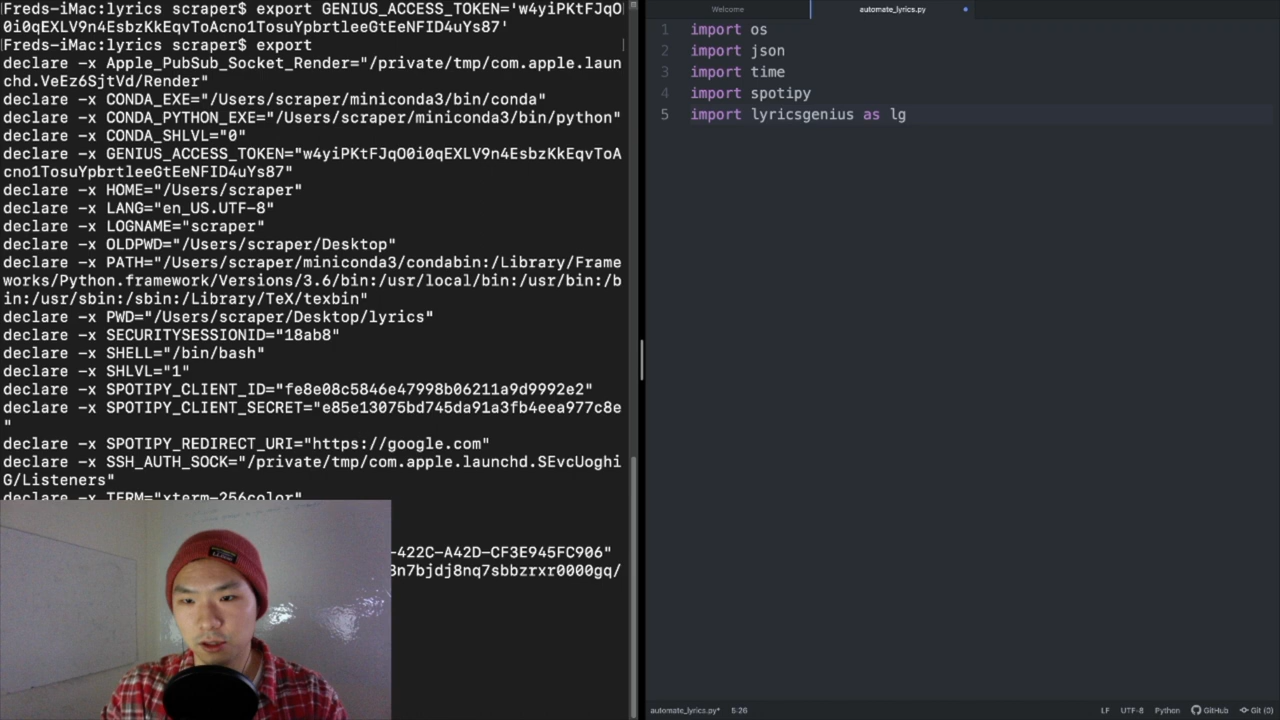 Freds-iMac:lyrics scraper$ export GENIUS_ACCESS_TOKEN='w4yiPKtFJqO
0i0qEXLV9n4EsbzKkEqvToAcno1TosuYpbrtleeGtEeNFID4uYs87'
Freds-iMac:lyrics scraper$ export
declare -x Apple_PubSub_Socket_Render="/private/tmp/com.apple.laun
chd.VeEz6SjtVd/Render"
declare -x CONDA_EXE="/Users/scraper/miniconda3/bin/conda"
declare -x CONDA_PYTHON_EXE="/Users/scraper/miniconda3/bin/python"
declare -x CONDA_SHLVL="0"
declare -x GENIUS_ACCESS_TOKEN="w4yiPKtFJqO0i0qEXLV9n4EsbzKkEqvToA
cno1TosuYpbrtleeGtEeNFID4uYs87"
declare -x HOME="/Users/scraper"
declare -x LANG="en_US.UTF-8"
declare -x LOGNAME="scraper"
declare -x OLDPWD="/Users/scraper/Desktop"
declare -x PATH="/Users/scraper/miniconda3/condabin:/Library/Frame
works/Python.framework/Versions/3.6/bin:/usr/local/bin:/usr/bin:/b
in:/usr/sbin:/sbin:/Library/TeX/texbin"
declare -x PWD="/Users/scraper/Desktop/lyrics"
declare -x SECURITYSESSIONID="18ab8"
declare -x SHELL="/bin/bash"
declare -x SHLVL="1"
declare -x SPOTIPY_CLIENT_ID="fe8e08c5846e47998b06211a9d9992e2"
declare -x SPOTIPY_CLIENT_SECRET="e85e13075bd745da91a3fb4eea977c8e
"
declare -x SPOTIPY_REDIRECT_URI="https://google.com"
declare -x SSH_AUTH_SOCK="/private/tmp/com.apple.launchd.SEvcUoghi
G/Listeners"
declare -x TERM="xterm-256color"
-422C-A42D-CF3E945FC906"
3n7bjdj8nq7sbbzrxr0000gq/
Welcome
automate_lyrics.py
1 import os
2 import json
3 import time
4 import spotipy
5 import lyricsgenius as lg
automate_lyrics.py* 5:26
LF UTF-8 Python GitHub Git (0)